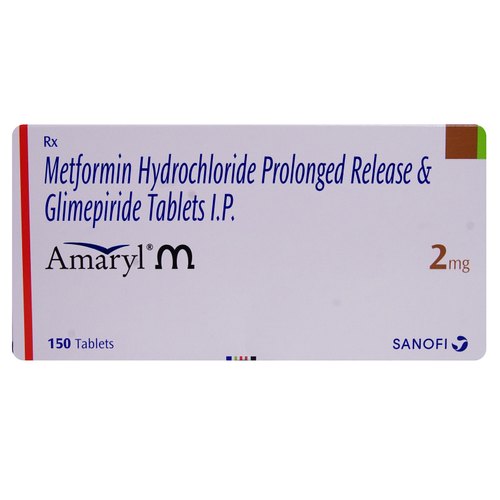 Rx
Metformin Hydrochloride Prolonged Release &
Glimepiride Tablets I.P.
Amaryl® m 2mg
150 Tablets SANOFI